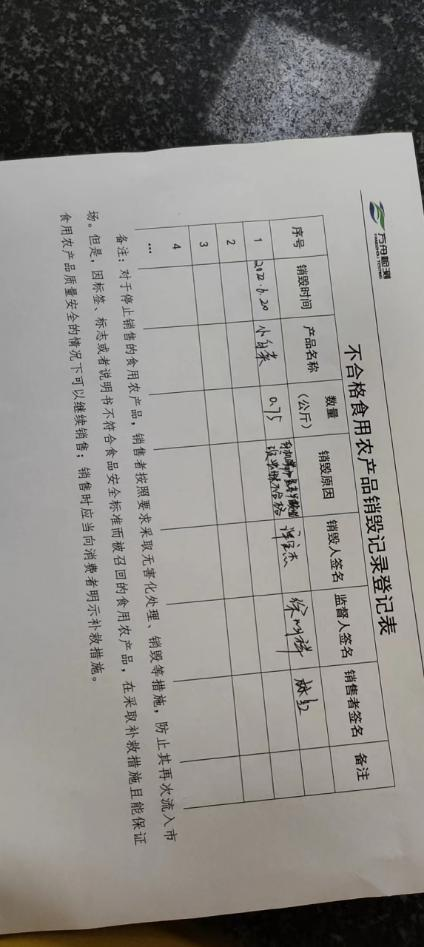 方舟检测
不合格食用农产品销毁记录登记表
序号 销毁时间 产品名称 数量（公斤） 销毁原因 销毁人签名 监督人签名 销售者签名 备注
1 2022.6.20 小白菜 0.75
2
3
4
...
备注：对于停止销售的食用农产品，销售者按照要求采取无害化处理、销毁等措施，防止其再次流入市
场。但是，因标签、标志或者说明书不符合食品安全标准而被召回的食用农产品，在采取补救措施且能保证
食用农产品质量安全的情况下可以继续销售；销售时应当向消费者明示补救措施。